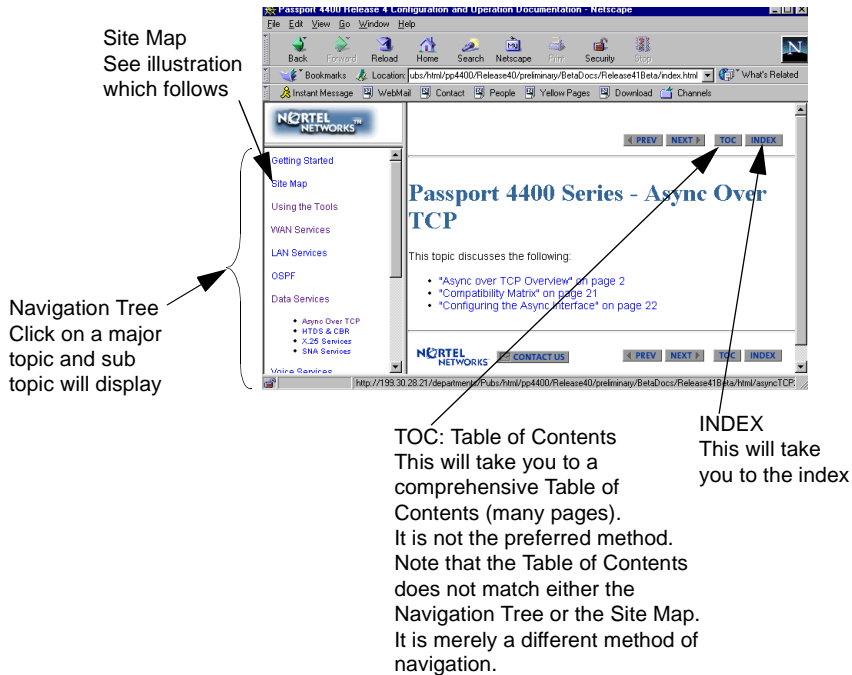 Passport 4400 Release 4 Configuration and Operation Documentation - Netscape
File Edit View Go Window Help
Back Forward Reload Home Search Netscape Print Security Stop
N
Bookmarks Location: ubs/html/pp4400/Release40/preliminary/BetaDocs/Release41Beta/index.html What's Related
Instant Message WebMail Contact People Yellow Pages Download Channels
Site Map
See illustration
which follows
NORTEL
NETWORKS™
PREV NEXT TOC INDEX
Getting Started
Site Map
Using the Tools
WAN Services
LAN Services
OSPF
Data Services
• Async Over TCP
• HTDS & CBR
• X.25 Services
• SNA Services
Voice Services
Passport 4400 Series - Async Over
TCP
This topic discusses the following:
• "Async over TCP Overview" on page 2
• "Compatibility Matrix" on page 21
• "Configuring the Async Interface" on page 22
NORTEL
NETWORKS
CONTACT US
PREV NEXT TOC INDEX
http://199.30.28.21/departments/Pubs/html/pp4400/Release40/preliminary/BetaDocs/Release41Beta/html/asyncTCP.
Navigation Tree
Click on a major
topic and sub
topic will display
TOC: Table of Contents
This will take you to a
comprehensive Table of
Contents (many pages).
It is not the preferred method.
Note that the Table of Contents
does not match either the
Navigation Tree or the Site Map.
It is merely a different method of
navigation.
INDEX
This will take
you to the index